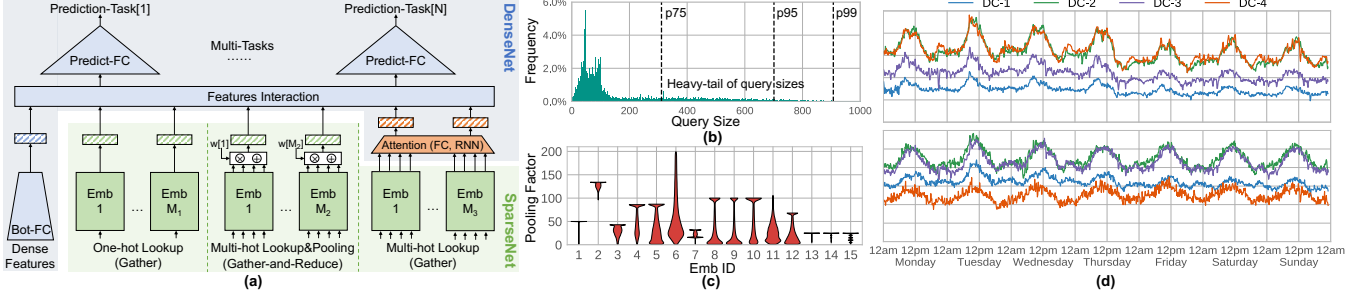 Prediction-Task[1]
Prediction-Task[N]
Multi-Tasks
......
Predict-FC
Predict-FC
DenseNet
Features Interaction
w[1]
w[M2]
Attention (FC, RNN)
Bot-FC
Dense
Features
Emb
1
...
Emb
M1
Emb
1
...
Emb
M2
Emb
1
...
Emb
M3
One-hot Lookup
(Gather)
Multi-hot Lookup&Pooling
(Gather-and-Reduce)
Multi-hot Lookup
(Gather)
SparseNet
(a)
6.0%
4.0%
2.0%
0,0%
Frequency
p75
p95
p99
Heavy-tail of query sizes
0 200 400 600 800 1000
Query Size
(b)
200
150
100
50
0
Pooling Factor
1 2 3 4 5 6 7 8 9 10 11 12 13 14 15
Emb ID
(c)
DC-1 DC-2 DC-3 DC-4
12am 12pm 12am 12pm 12am 12pm 12am 12pm 12am 12pm 12am 12pm 12am 12pm 12am
Monday Tuesday Wednesday Thursday Friday Saturday Sunday
(d)